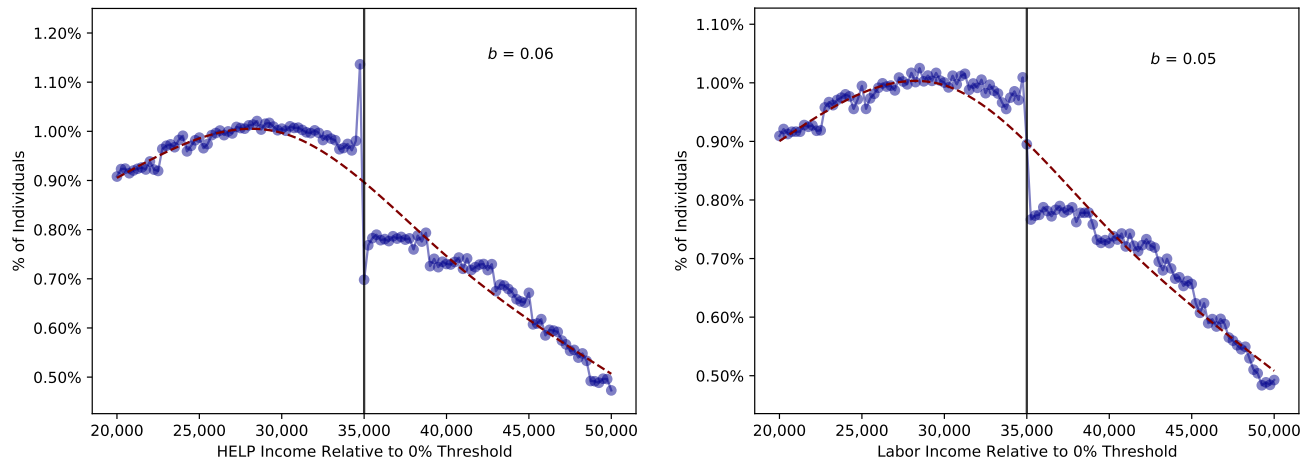 % of Individuals
1.20%
1.10%
1.00%
0.90%
0.80%
0.70%
0.60%
0.50%
b = 0.06
20,000 25,000 30,000 35,000 40,000 45,000 50,000
HELP Income Relative to 0% Threshold
% of Individuals
1.10%
1.00%
0.90%
0.80%
0.70%
0.60%
0.50%
b = 0.05
20,000 25,000 30,000 35,000 40,000 45,000 50,000
Labor Income Relative to 0% Threshold